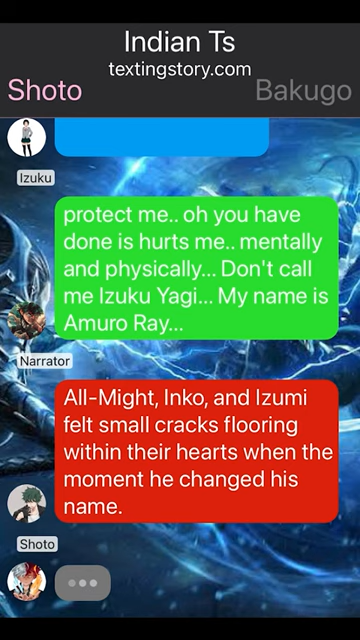 Indian Ts
textingstory.com
Shoto
Bakugo
Izuku
protect me.. oh you have
done is hurts me.. mentally
and physically... Don't call
me Izuku Yagi... My name is
Amuro Ray...
Narrator
All-Might, Inko, and Izumi
felt small cracks flooring
within their hearts when the
moment he changed his
name.
Shoto